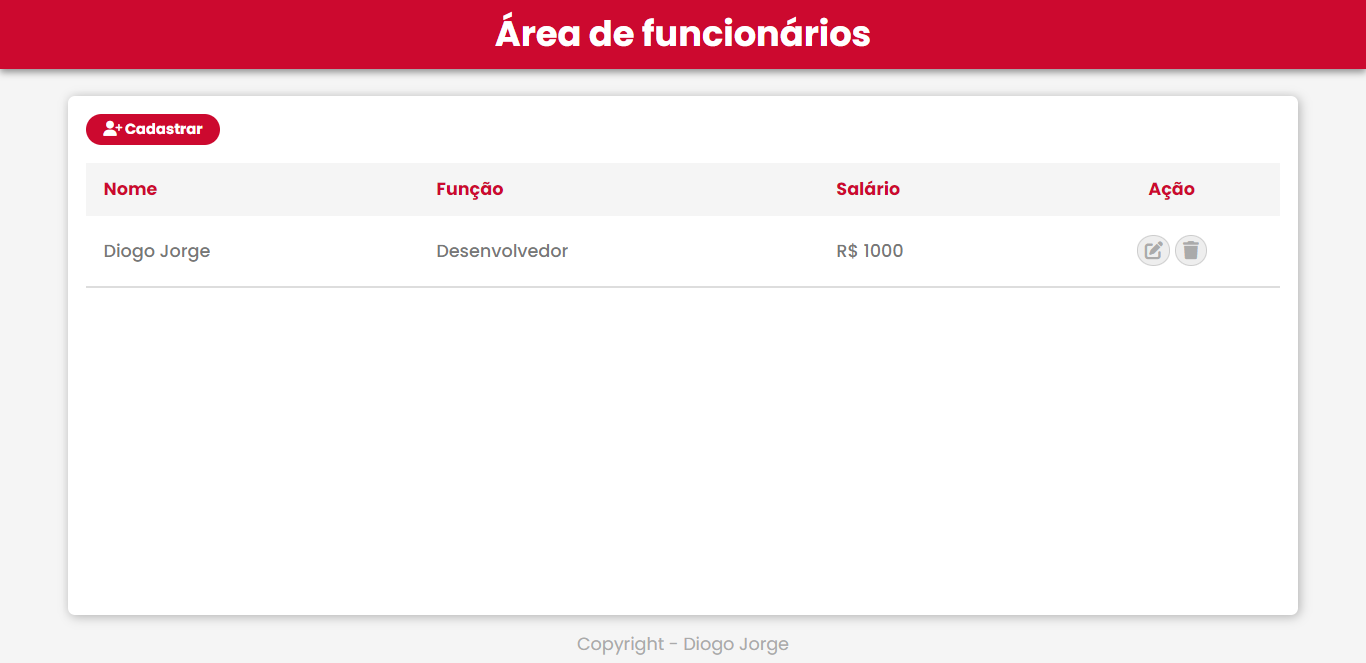 Área de funcionários
Cadastrar
Nome Função Salário Ação
Diogo Jorge Desenvolvedor R$ 1000
Copyright - Diogo Jorge